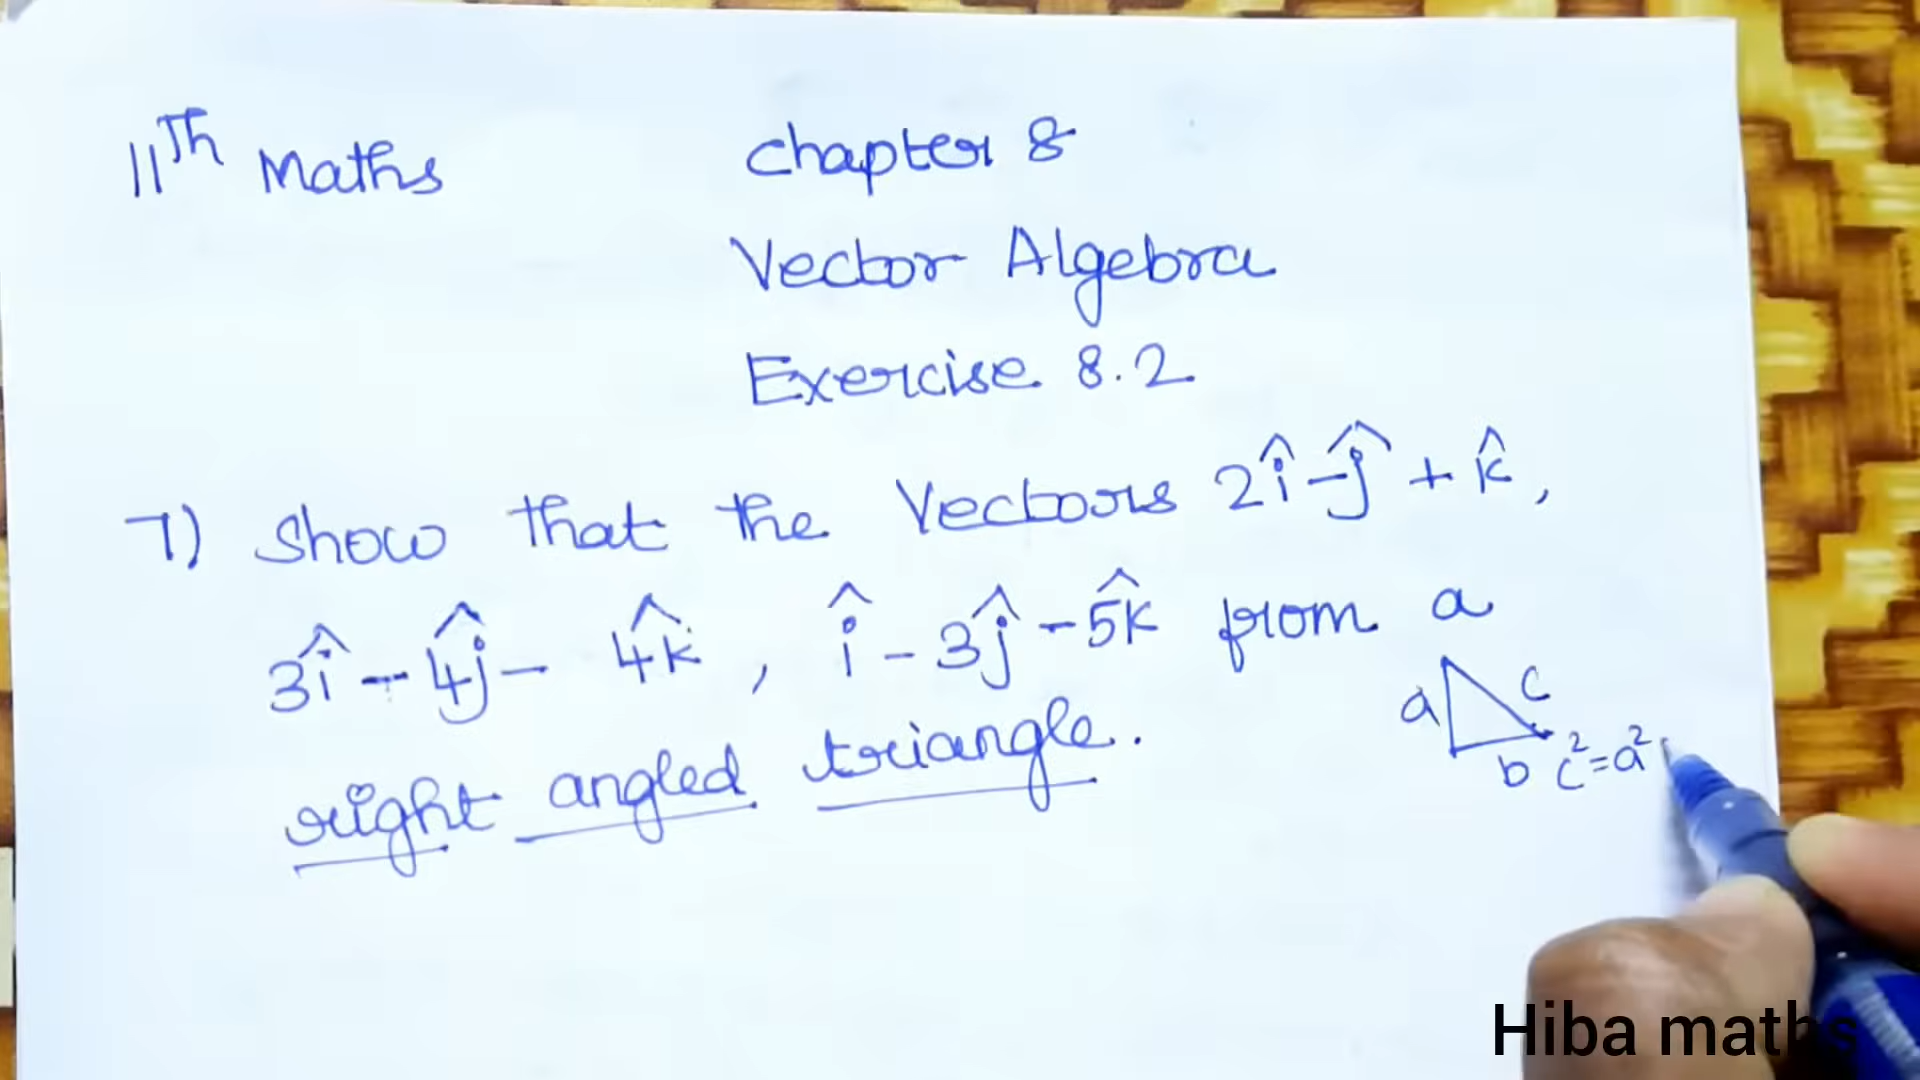 11Th Maths
Chapter 8
Vector Algebra
Exercise 8.2
7) Show that the Vectors 2î - ĵ + k̂,
3î - 4ĵ - 4k̂, î - 3ĵ - 5k̂ from a
right angled triangle.
a c
b c² = a²
Hiba maths